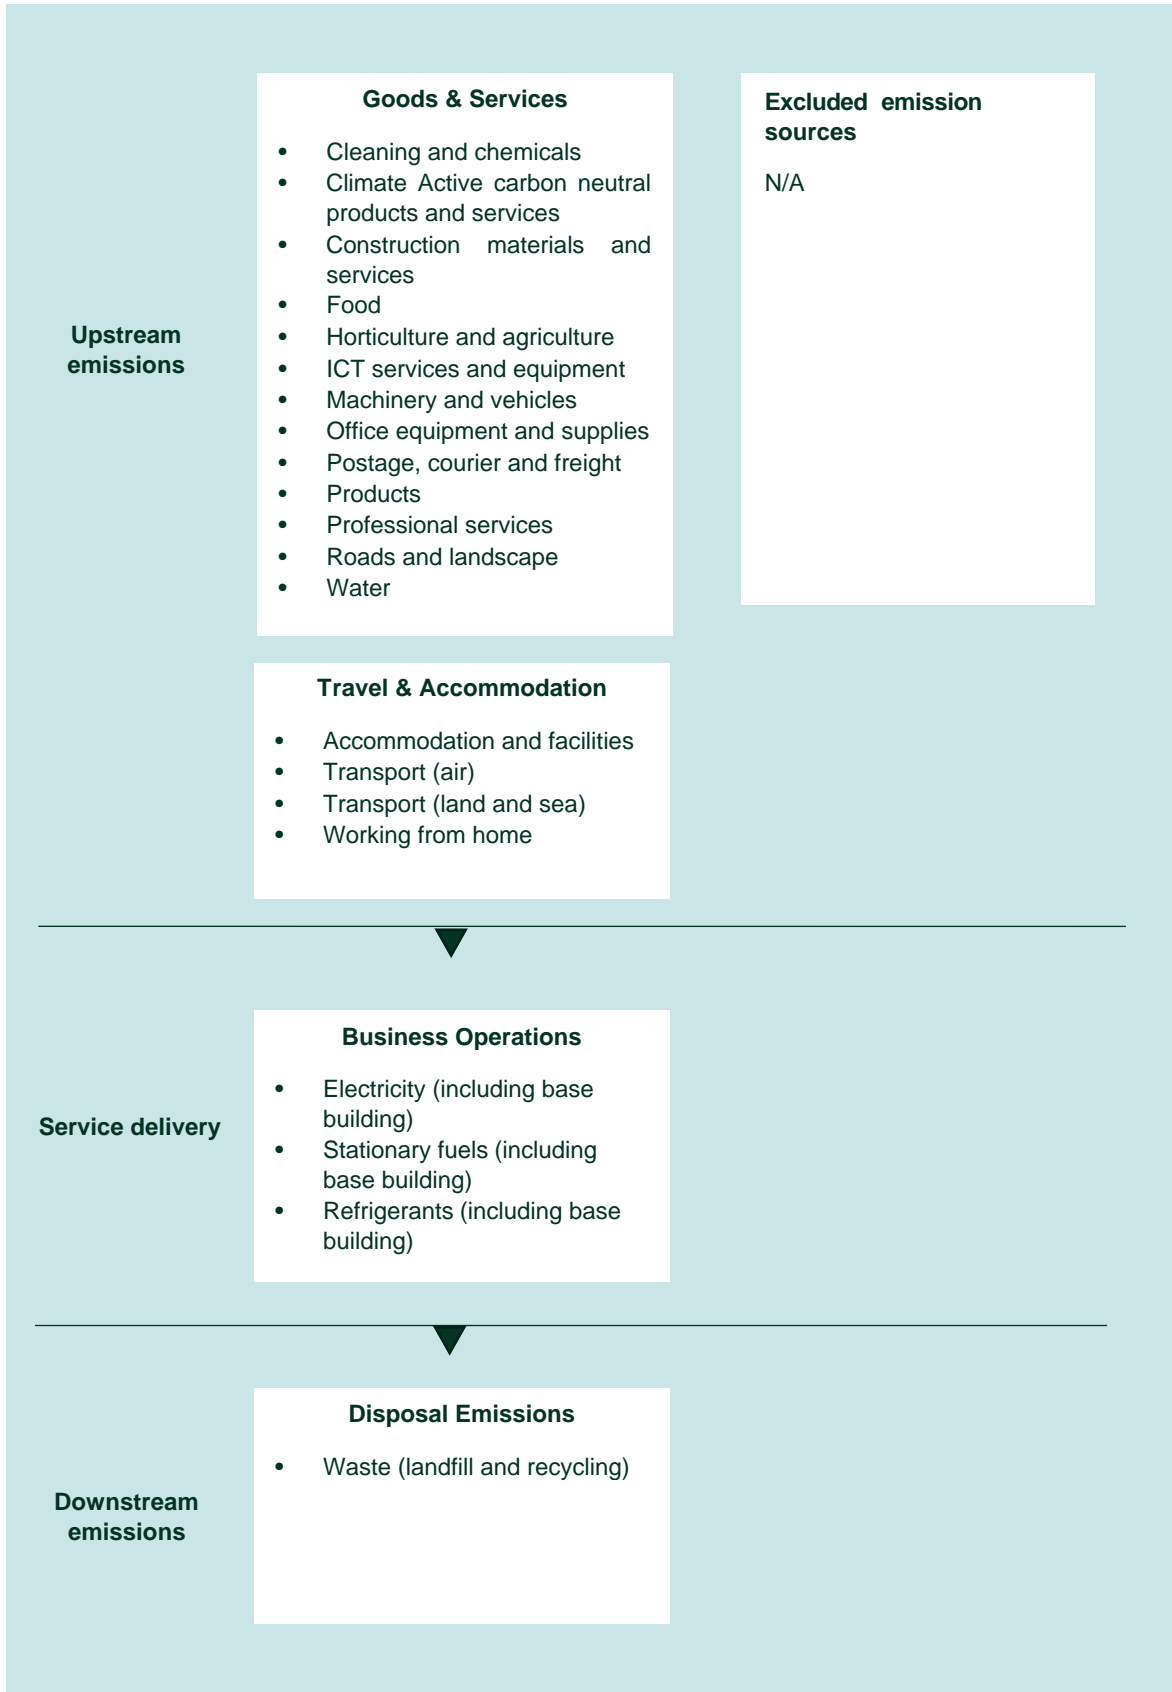 Upstream
emissions
Goods & Services
• Cleaning and chemicals
• Climate Active carbon neutral
products and services
• Construction materials and
services
• Food
• Horticulture and agriculture
• ICT services and equipment
• Machinery and vehicles
• Office equipment and supplies
• Postage, courier and freight
• Products
• Professional services
• Roads and landscape
• Water
Excluded emission
sources
N/A
Travel & Accommodation
• Accommodation and facilities
• Transport (air)
• Transport (land and sea)
• Working from home
Service delivery
Business Operations
• Electricity (including base
building)
• Stationary fuels (including
base building)
• Refrigerants (including base
building)
Downstream
emissions
Disposal Emissions
• Waste (landfill and recycling)